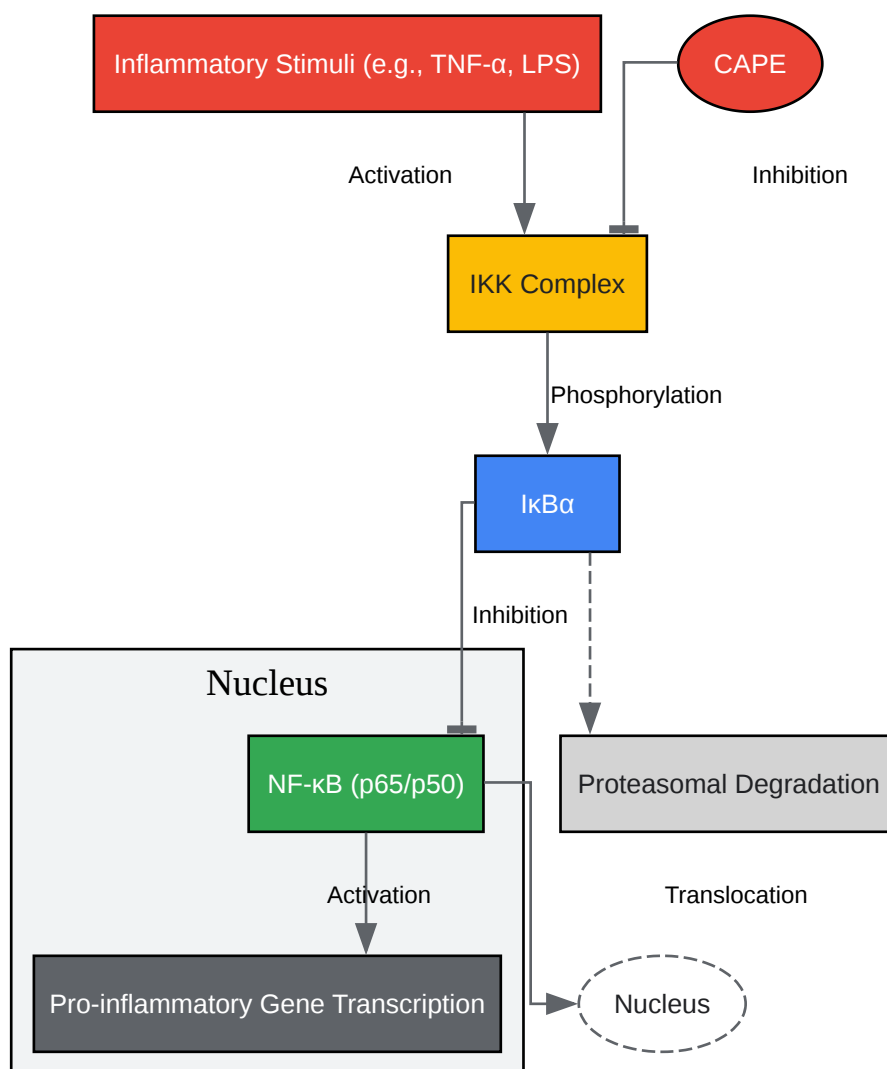 Inflammatory Stimuli (e.g., TNF-α, LPS)
CAPE
Activation
Inhibition
IKK Complex
Phosphorylation
IκBα
Inhibition
Nucleus
NF-κB (p65/p50)
Proteasomal Degradation
Activation
Translocation
Pro-inflammatory Gene Transcription
Nucleus